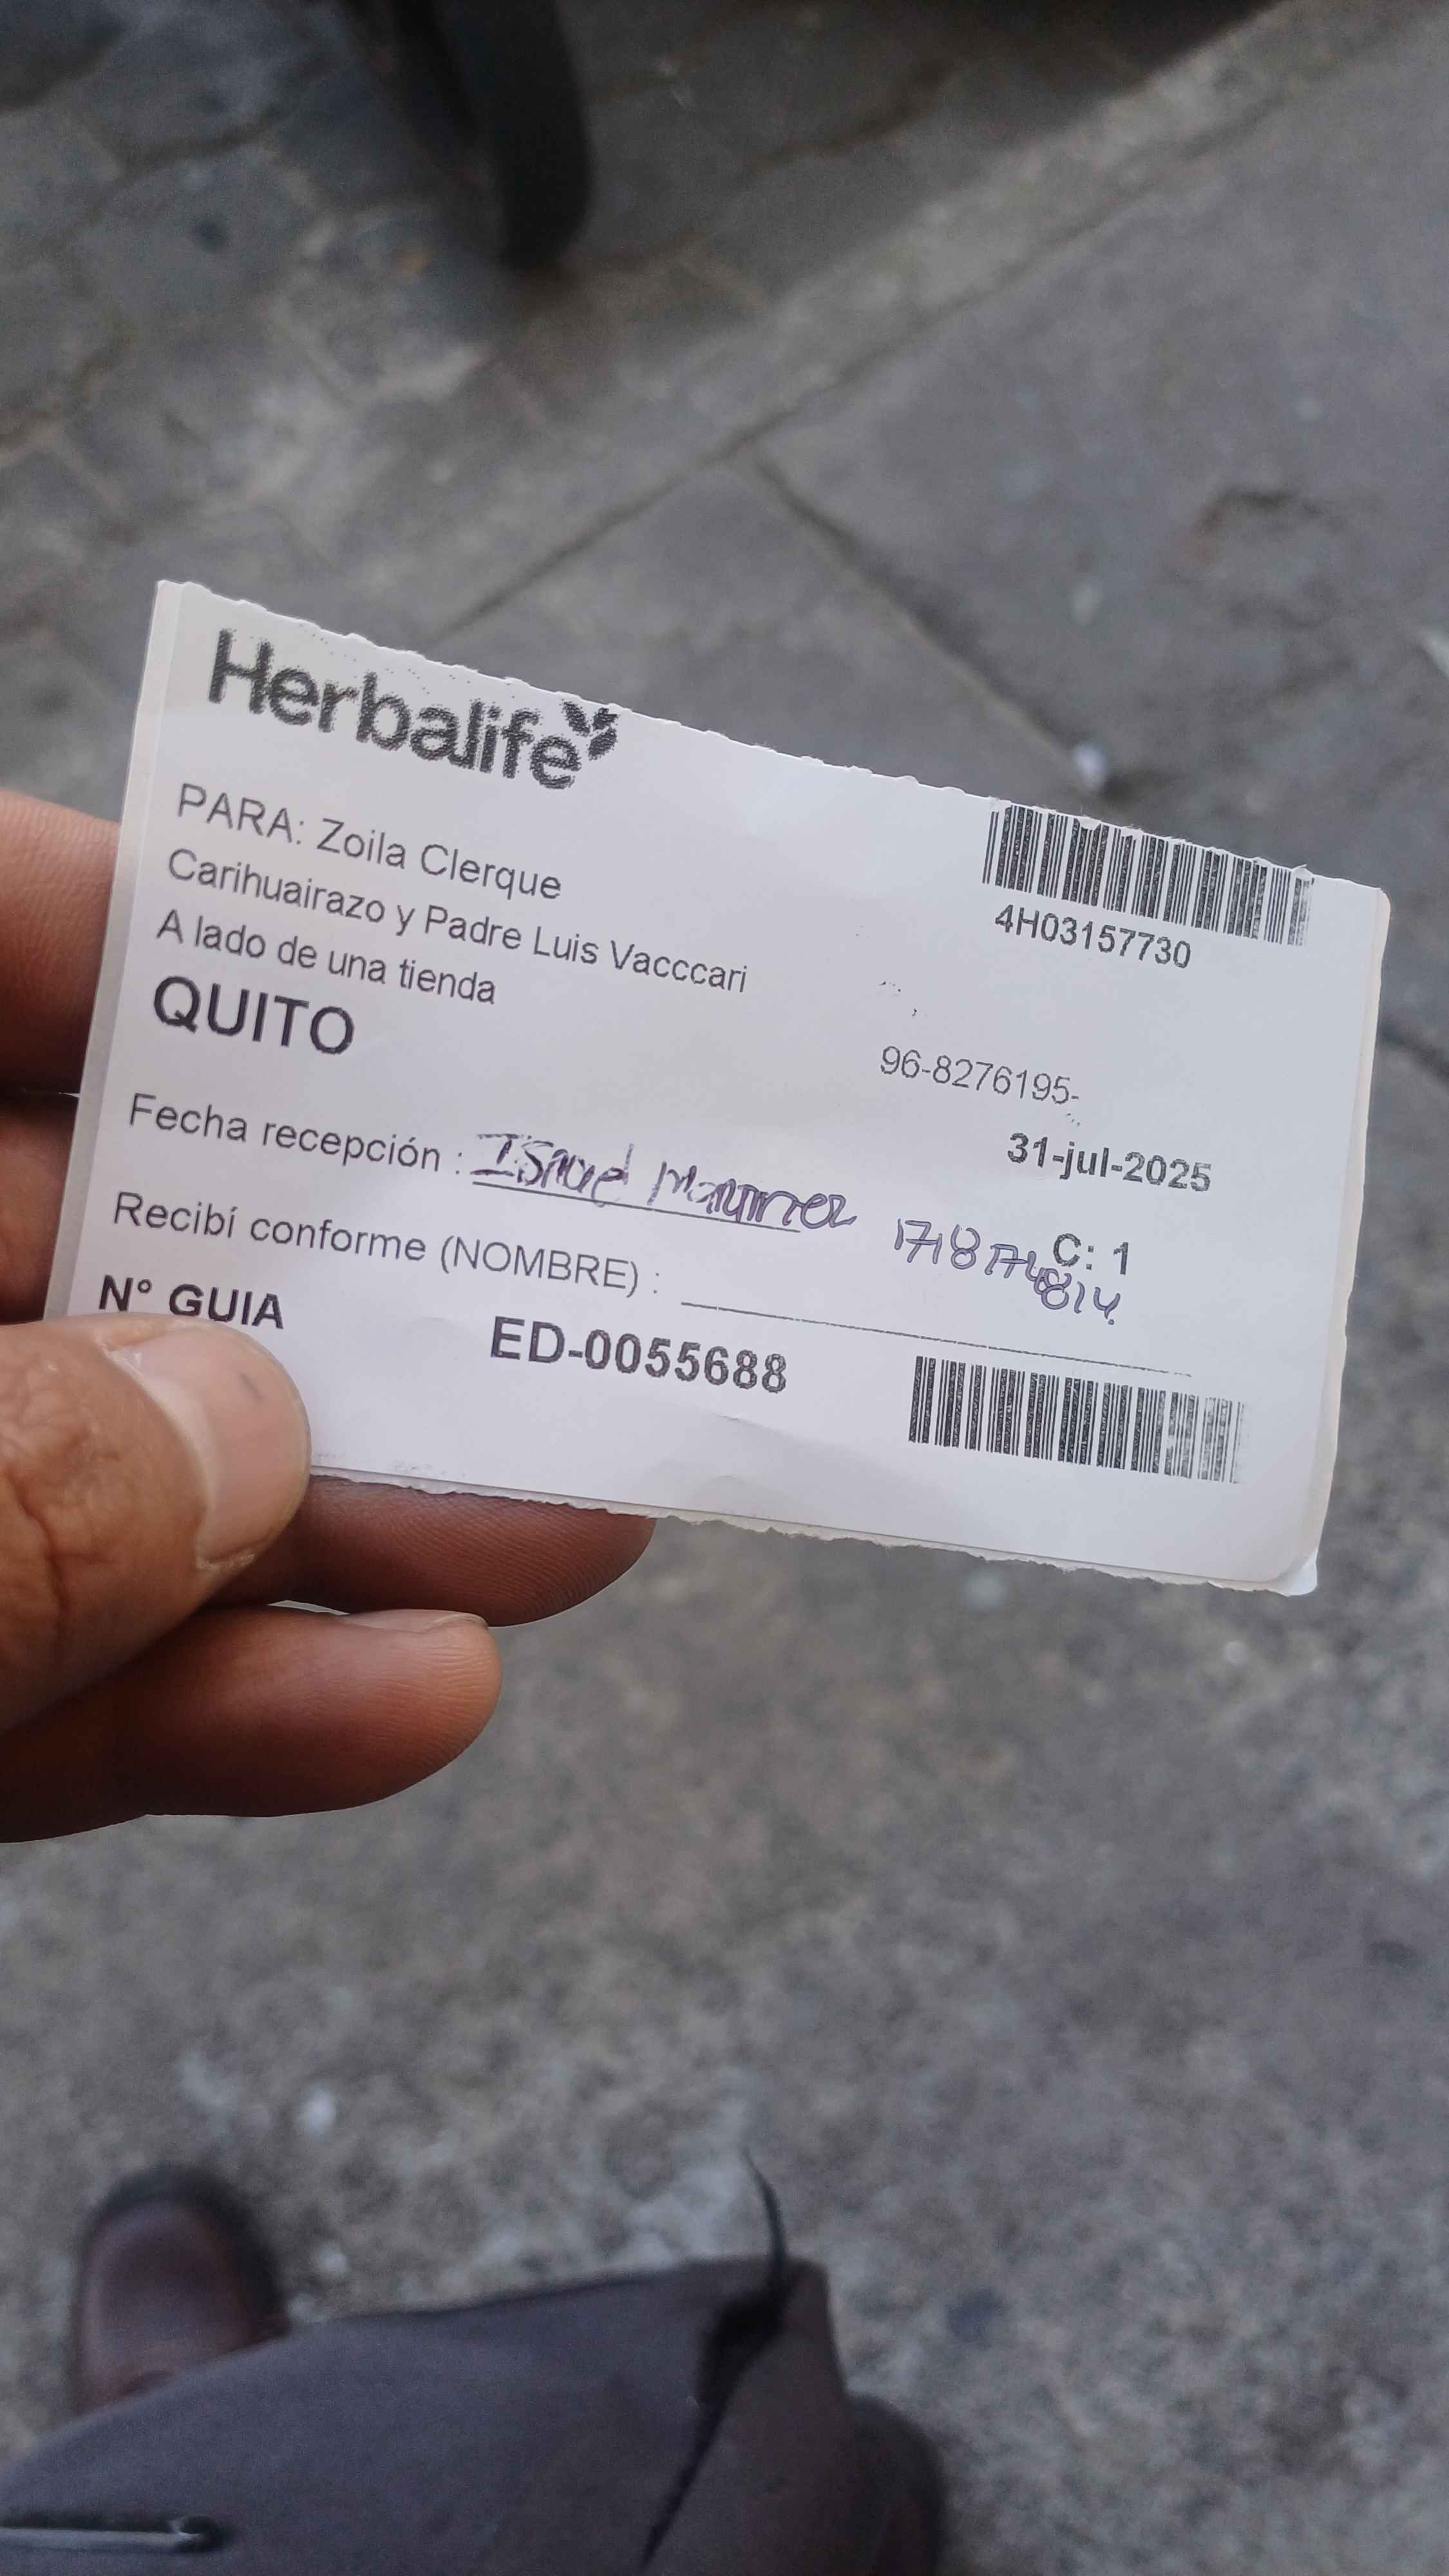 Herbalife
PARA: Zoila Clerque
Carihuairazo y Padre Luis Vacccari
A lado de una tienda
QUITO
4H03157730
96-8276195-
31-jul-2025
Fecha recepción :
C: 1
Recibí conforme (NOMBRE) :
N° GUIA
ED-0055688